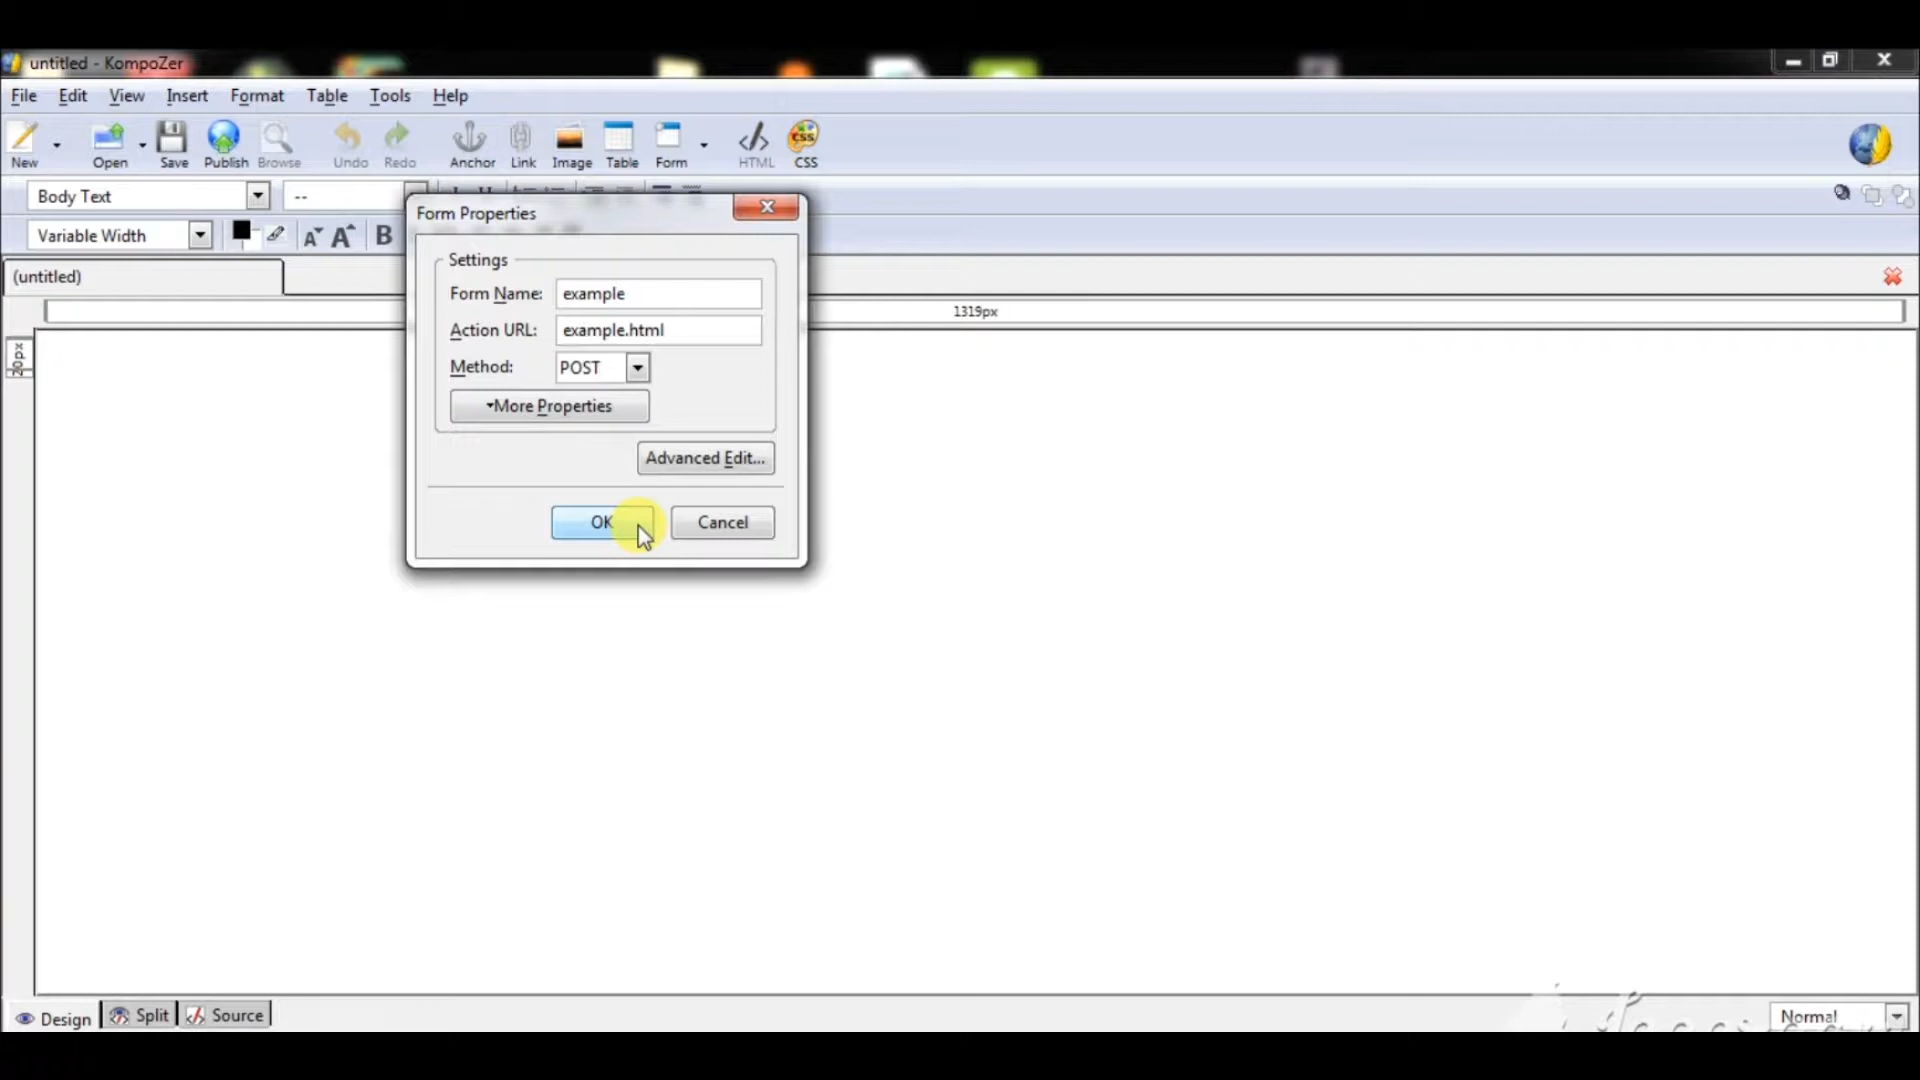 untitled - KompoZer
File Edit View Insert Format Table Tools Help
New Open Save Publish Browse Undo Redo Anchor Link Image Table Form HTML CSS
Body Text --
Variable Width B
Form Properties
(untitled)
Settings
Form Name: example
Action URL: example.html
Method: POST
More Properties
Advanced Edit...
OK Cancel
1319px
20px
Design Split Source
Normal